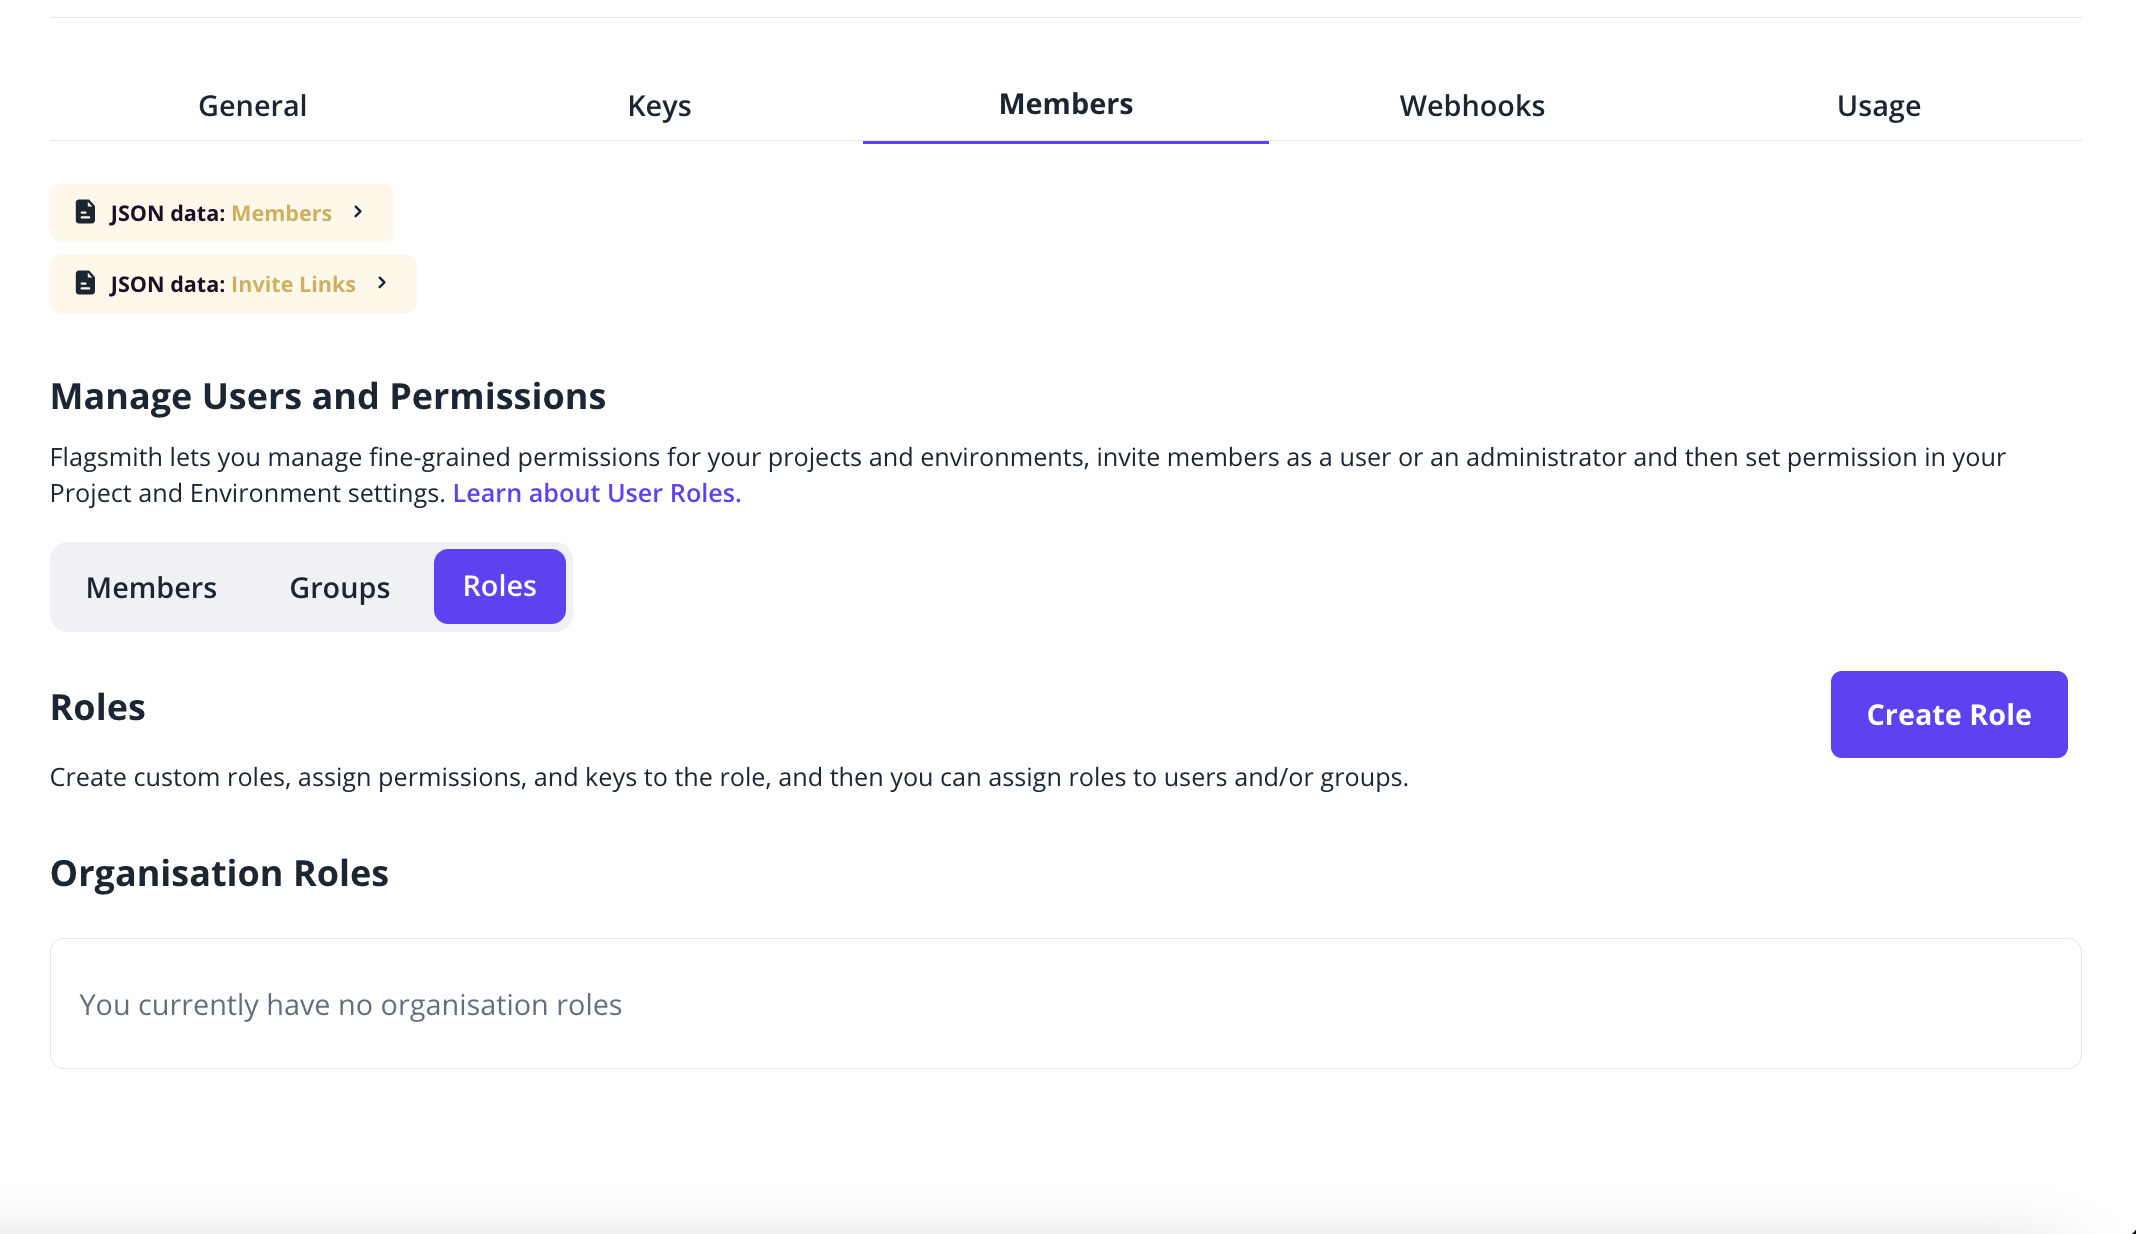 General
Keys
Members
Webhooks
Usage
JSON data: Members
JSON data: Invite Links
Manage Users and Permissions
Flagsmith lets you manage fine-grained permissions for your projects and environments, invite members as a user or an administrator and then set permission in your
Project and Environment settings. Learn about User Roles.
Members
Groups
Roles
Roles
Create Role
Create custom roles, assign permissions, and keys to the role, and then you can assign roles to users and/or groups.
Organisation Roles
You currently have no organisation roles